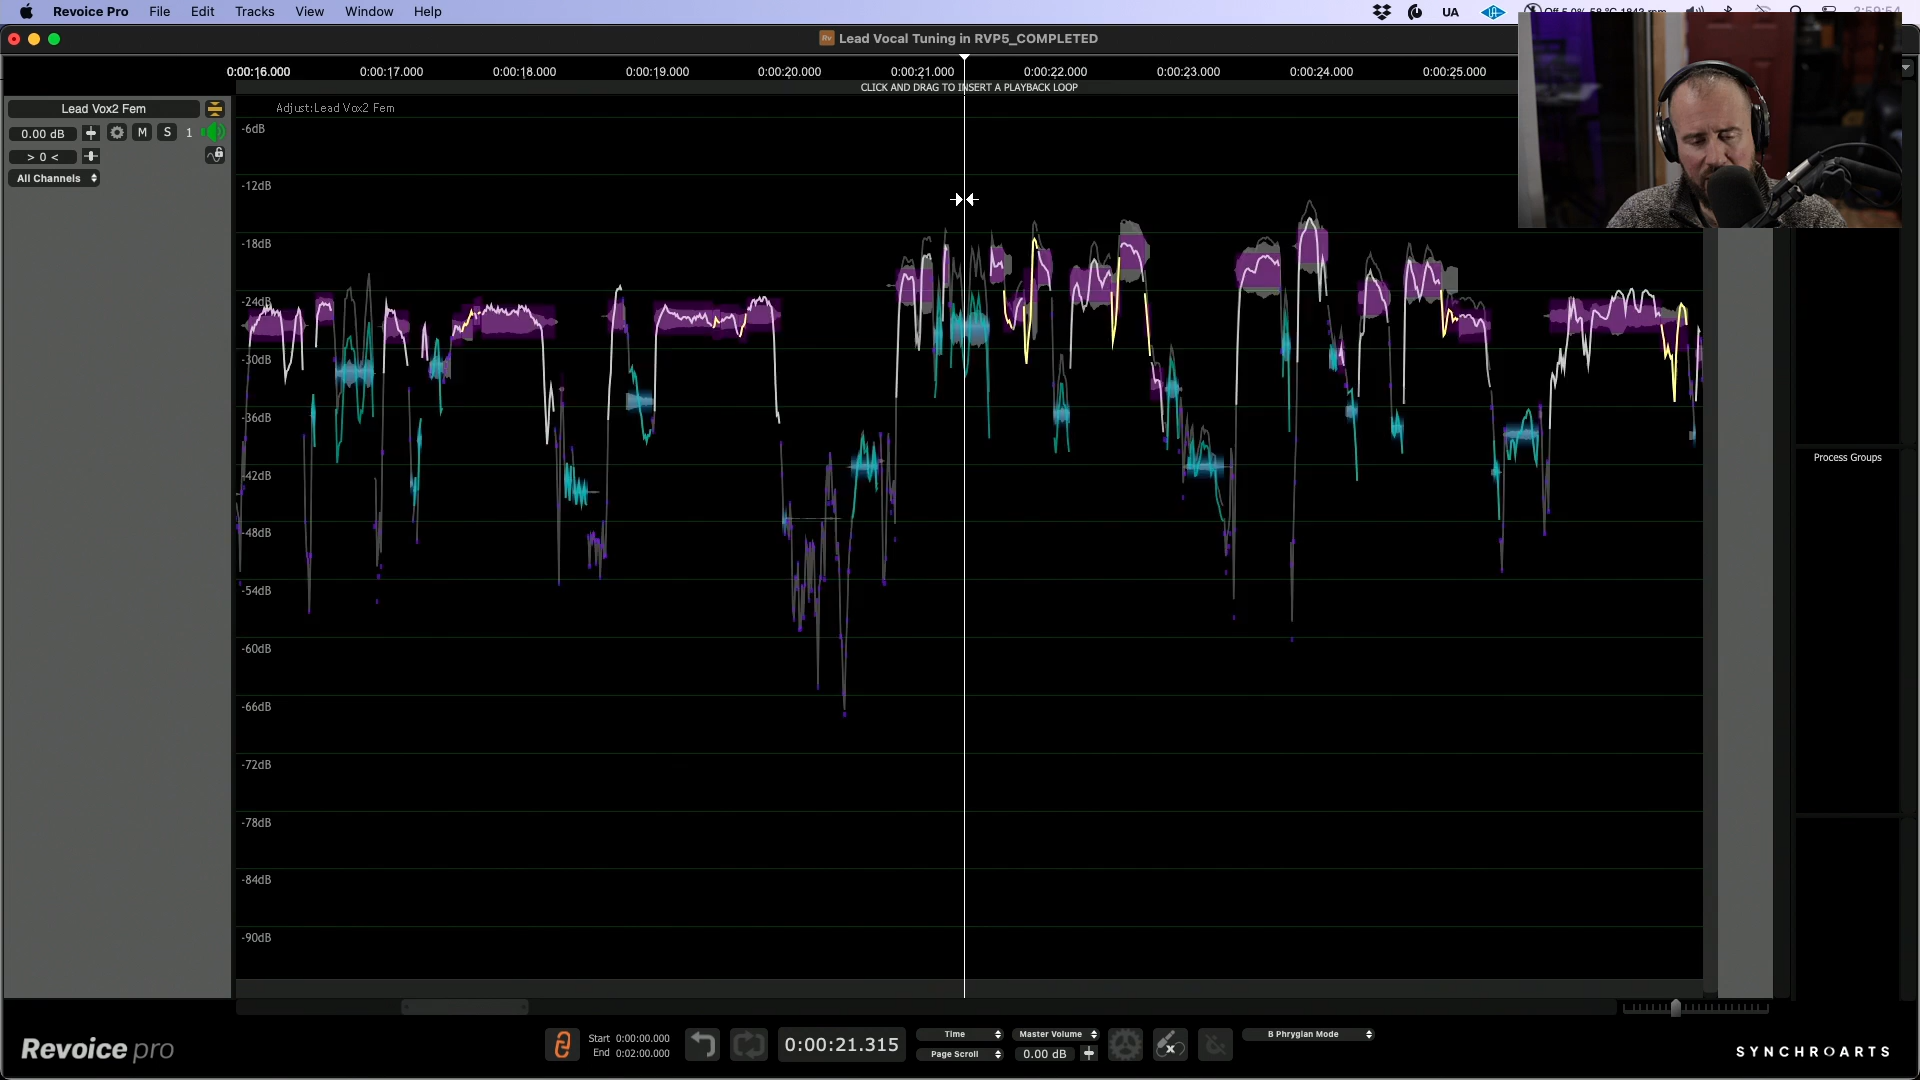 Revoice Pro File Edit Tracks View Window Help UA
Lead Vocal Tuning in RVP5_COMPLETED
0:00:16.000 0:00:17.000 0:00:18.000 0:00:19.000 0:00:20.000 0:00:21.000 0:00:22.000 0:00:23.000 0:00:24.000 0:00:25.000
CLICK AND DRAG TO INSERT A PLAYBACK LOOP
Lead Vox2 Fem
Adjust:Lead Vox2 Fem
0.00 dB M S 1
> 0 <
All Channels
-6dB
-12dB
-18dB
-24dB
-30dB
-36dB
-42dB
-48dB
-54dB
-60dB
-66dB
-72dB
-78dB
-84dB
-90dB
Process Groups
Revoice pro
Start 0:00:00.000
End 0:02:00.000
0:00:21.315
Time
Page Scroll
Master Volume
0.00 dB
B Phrygian Mode
SYNCHROARTS